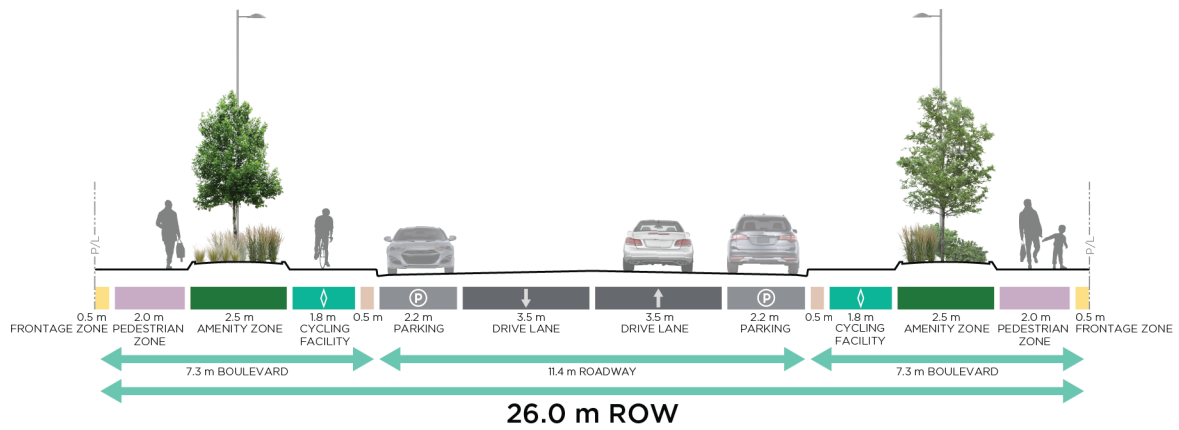 P/L
P/L
P
P
0.5 m
FRONTAGE ZONE
2.0 m
PEDESTRIAN
ZONE
2.5 m
AMENITY ZONE
1.8 m
CYCLING
FACILITY
0.5 m
2.2 m
PARKING
3.5 m
DRIVE LANE
3.5 m
DRIVE LANE
2.2 m
PARKING
0.5 m
1.8 m
CYCLING
FACILITY
2.5 m
AMENITY ZONE
2.0 m
PEDESTRIAN
ZONE
0.5 m
FRONTAGE ZONE
7.3 m BOULEVARD
11.4 m ROADWAY
7.3 m BOULEVARD
26.0 m ROW